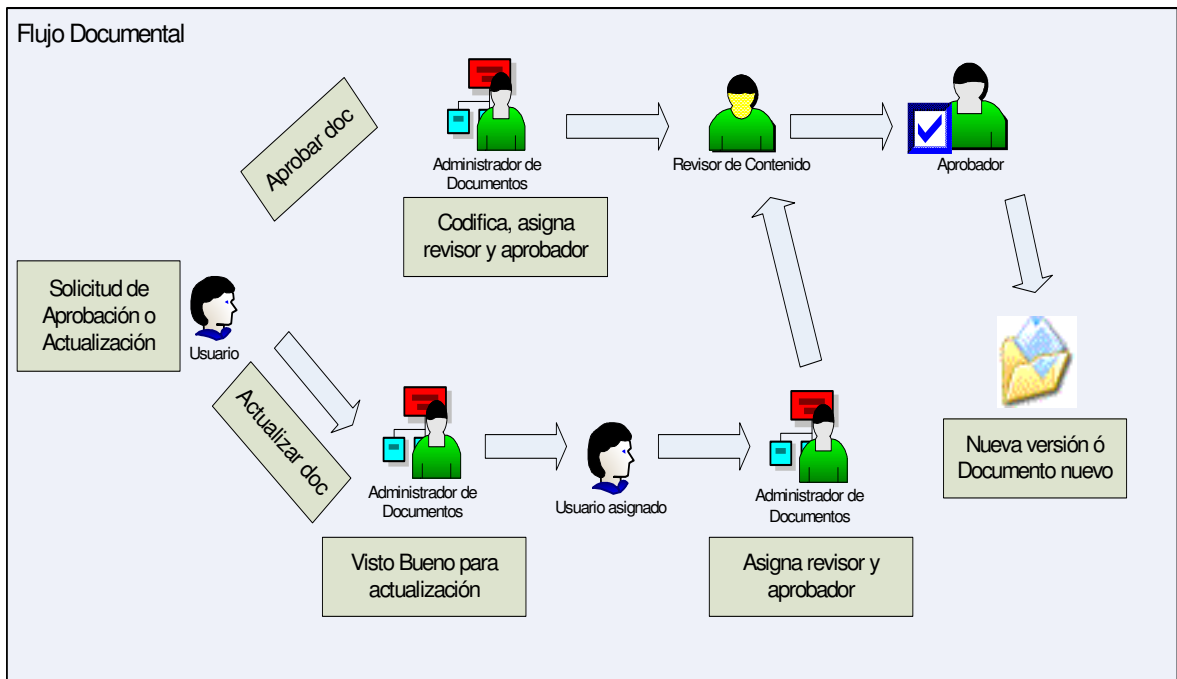 Flujo Documental
Aprobar doc
Administrador de
Documentos
Codifica, asigna
revisor y aprobador
Revisor de Contenido
Aprobador
Solicitud de
Aprobación o
Actualización
Usuario
Actualizar doc
Administrador de
Documentos
Visto Bueno para
actualización
Usuario asignado
Administrador de
Documentos
Asigna revisor y
aprobador
Nueva versión ó
Documento nuevo